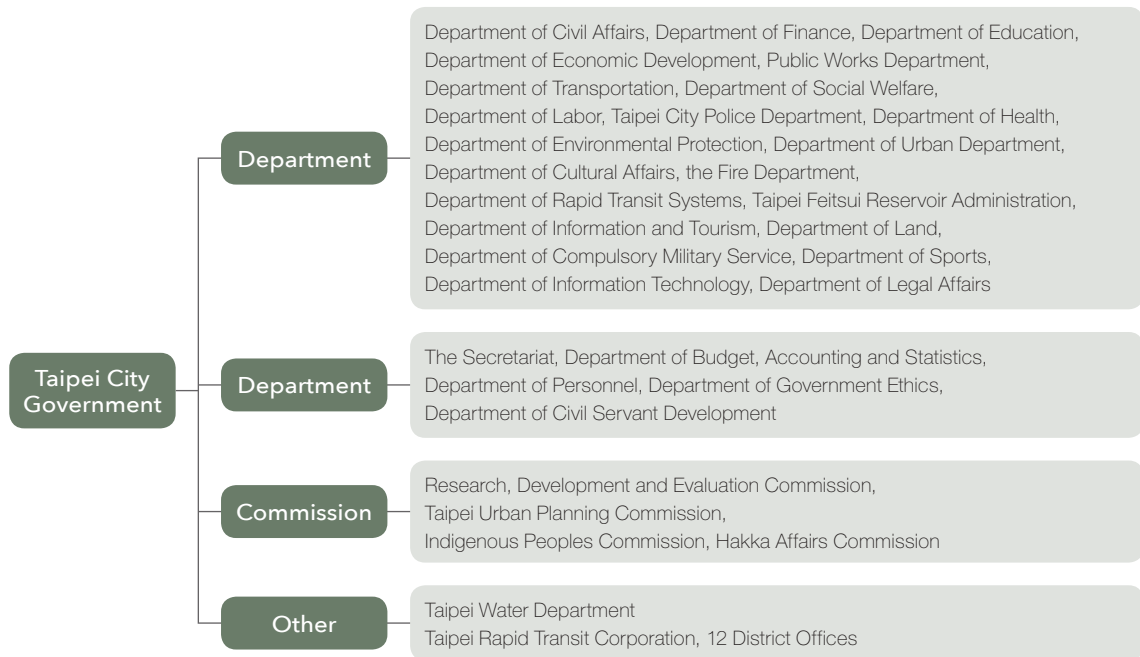 Taipei City
Government
Department
Department of Civil Affairs, Department of Finance, Department of Education,
Department of Economic Development, Public Works Department,
Department of Transportation, Department of Social Welfare,
Department of Labor, Taipei City Police Department, Department of Health,
Department of Environmental Protection, Department of Urban Department,
Department of Cultural Affairs, the Fire Department,
Department of Rapid Transit Systems, Taipei Feitsui Reservoir Administration,
Department of Information and Tourism, Department of Land,
Department of Compulsory Military Service, Department of Sports,
Department of Information Technology, Department of Legal Affairs
Department
The Secretariat, Department of Budget, Accounting and Statistics,
Department of Personnel, Department of Government Ethics,
Department of Civil Servant Development
Commission
Research, Development and Evaluation Commission,
Taipei Urban Planning Commission,
Indigenous Peoples Commission, Hakka Affairs Commission
Other
Taipei Water Department
Taipei Rapid Transit Corporation, 12 District Offices